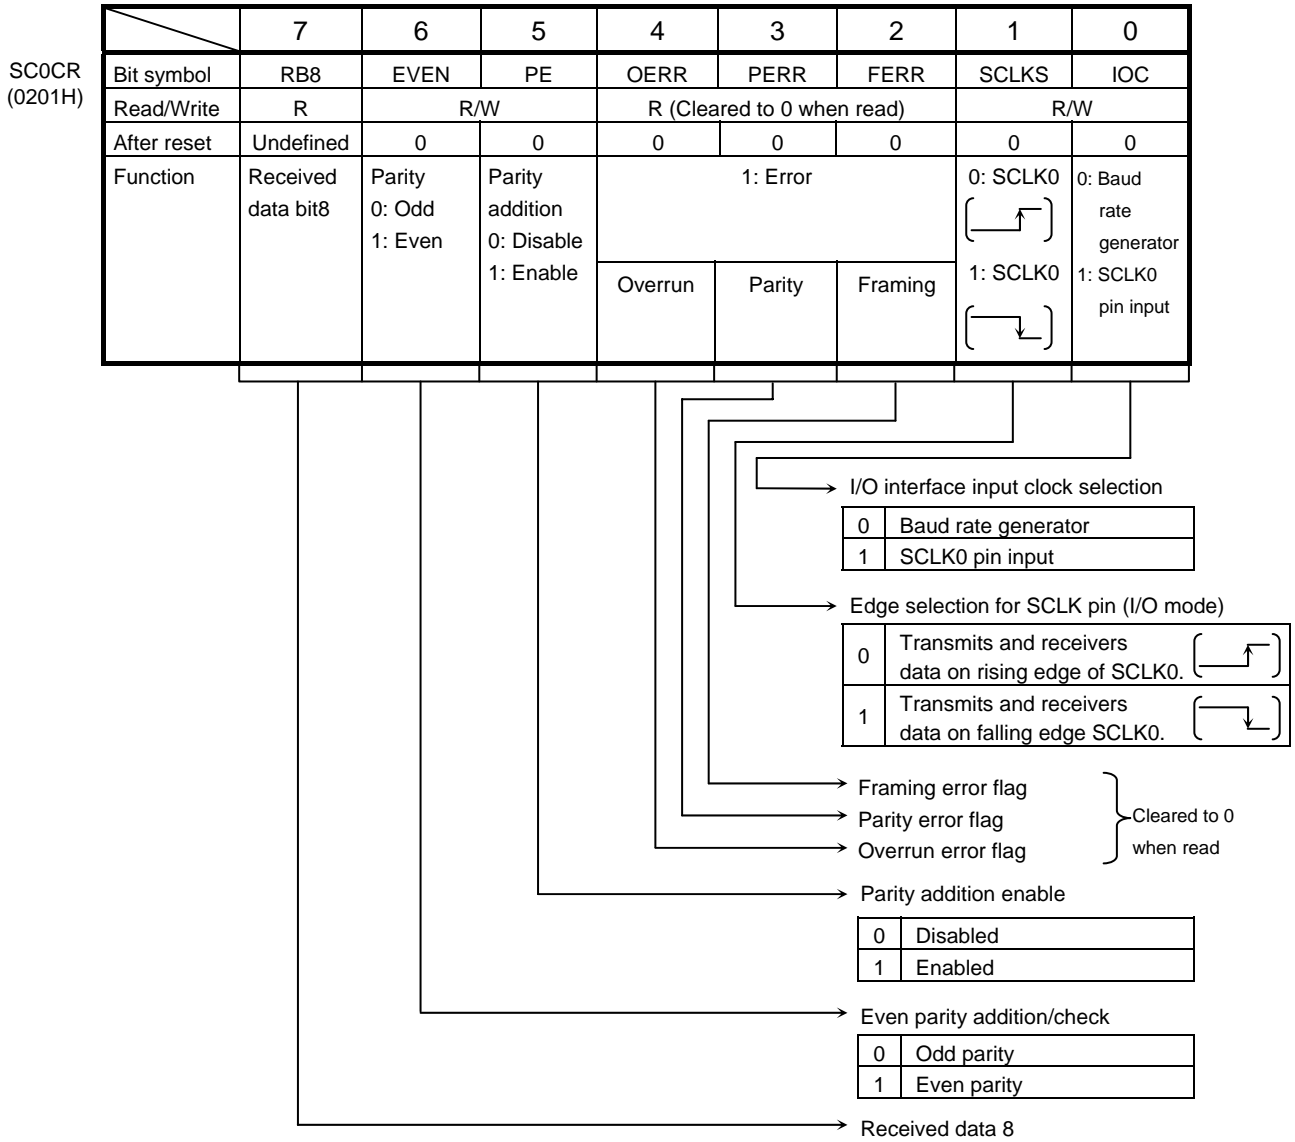 7 6 5 4 3 2 1 0
SC0CR
(0201H)
Bit symbol RB8 EVEN PE OERR PERR FERR SCLKS IOC
Read/Write R R/W R (Cleared to 0 when read) R/W
After reset Undefined 0 0 0 0 0 0 0
Function
Received
data bit8
Parity
0: Odd
1: Even
Parity
addition
0: Disable
1: Enable
1: Error
Overrun Parity Framing
0: SCLK0
1: SCLK0
0: Baud
rate
generator
1: SCLK0
pin input
I/O interface input clock selection
0 Baud rate generator
1 SCLK0 pin input
Edge selection for SCLK pin (I/O mode)
0 Transmits and receivers
data on rising edge of SCLK0.
1 Transmits and receivers
data on falling edge SCLK0.
Framing error flag
Parity error flag
Overrun error flag
Cleared to 0
when read
Parity addition enable
0 Disabled
1 Enabled
Even parity addition/check
0 Odd parity
1 Even parity
Received data 8